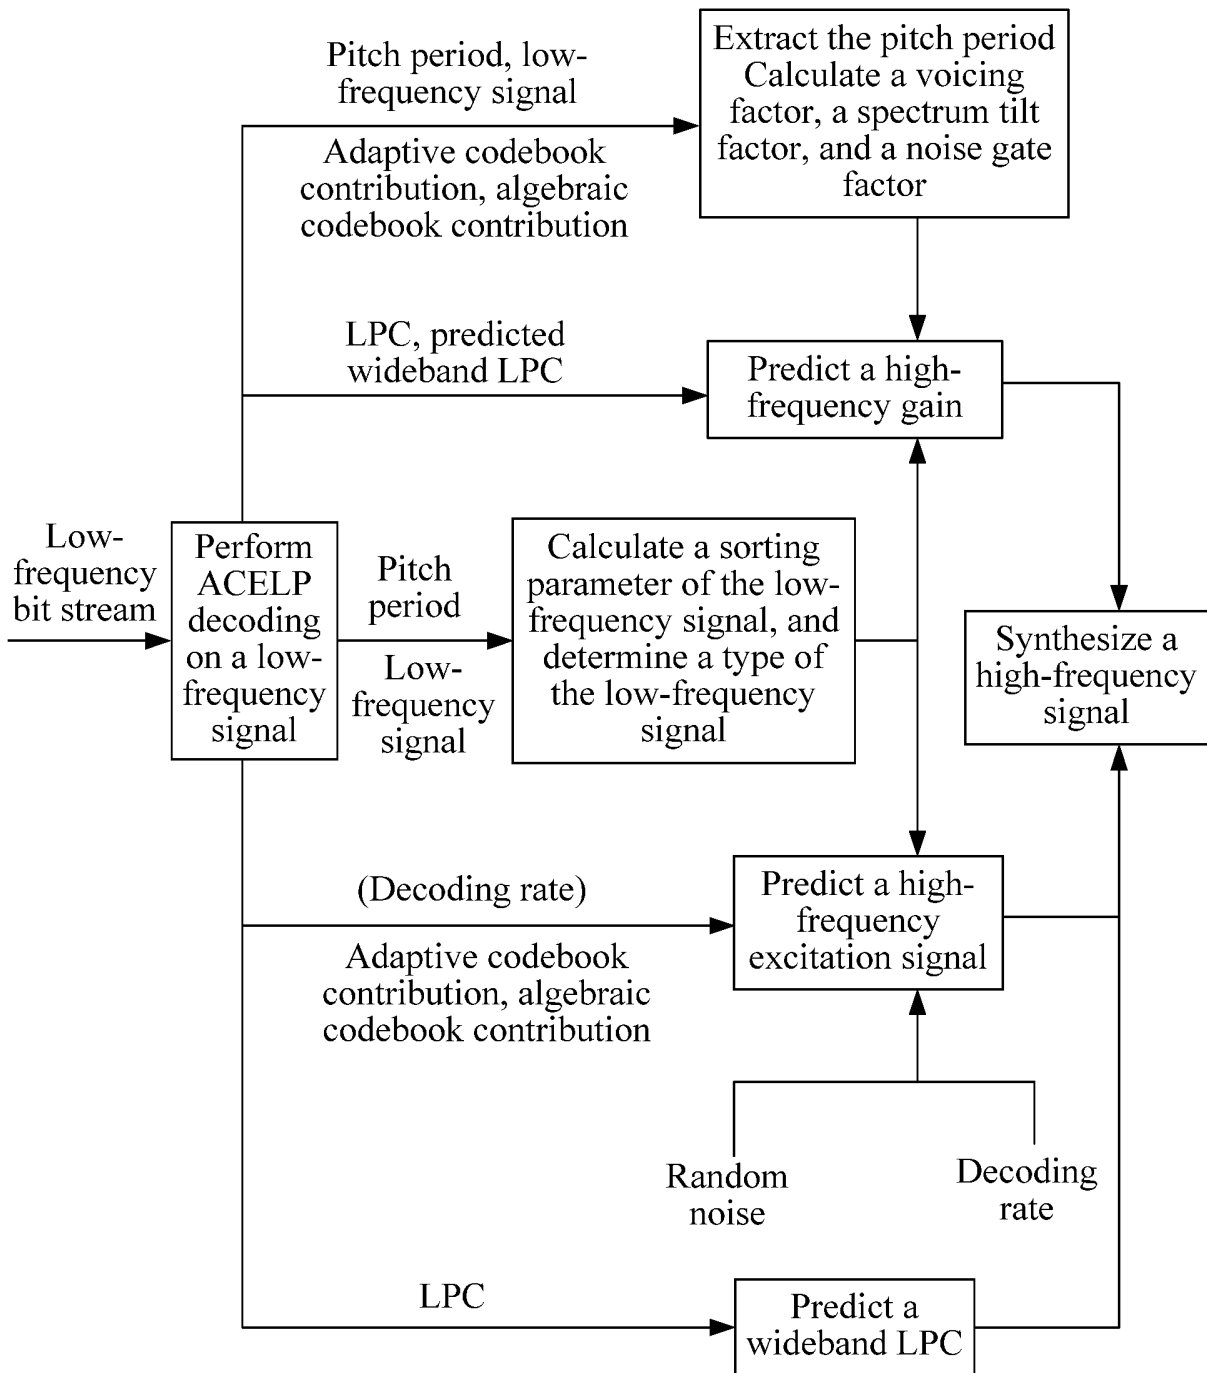 Pitch period, low-
frequency signal
Adaptive codebook
contribution, algebraic
codebook contribution
Extract the pitch period
Calculate a voicing
factor, a spectrum tilt
factor, and a noise gate
factor
LPC, predicted
wideband LPC
Predict a high-
frequency gain
Low-
frequency
bit stream
Perform
ACELP
decoding
on a low-
frequency
signal
Pitch
period
Low-
frequency
signal
Calculate a sorting
parameter of the low-
frequency signal, and
determine a type of
the low-frequency
signal
Synthesize a
high-frequency
signal
(Decoding rate)
Adaptive codebook
contribution, algebraic
codebook contribution
Predict a high-
frequency
excitation signal
Random
noise
Decoding
rate
LPC
Predict a
wideband LPC